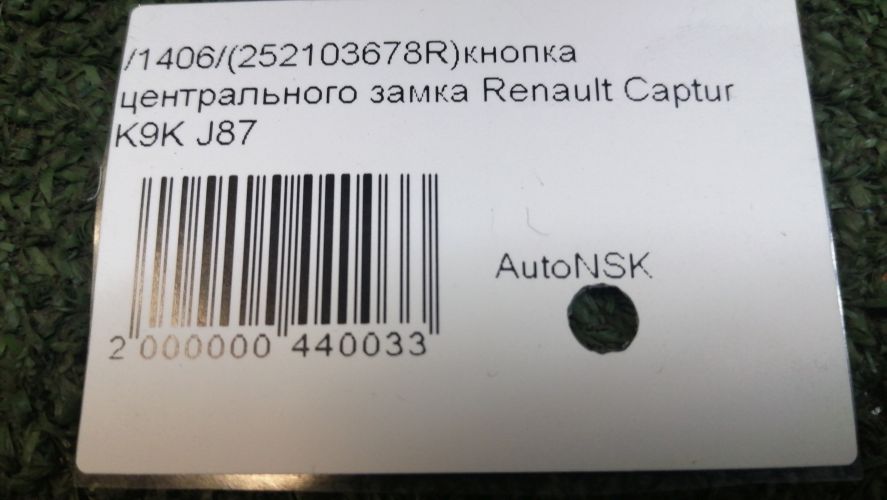 /1406/(252103678R)кнопка
центрального замка Renault Captur
K9K J87
AutoNSK
2 000000 440033